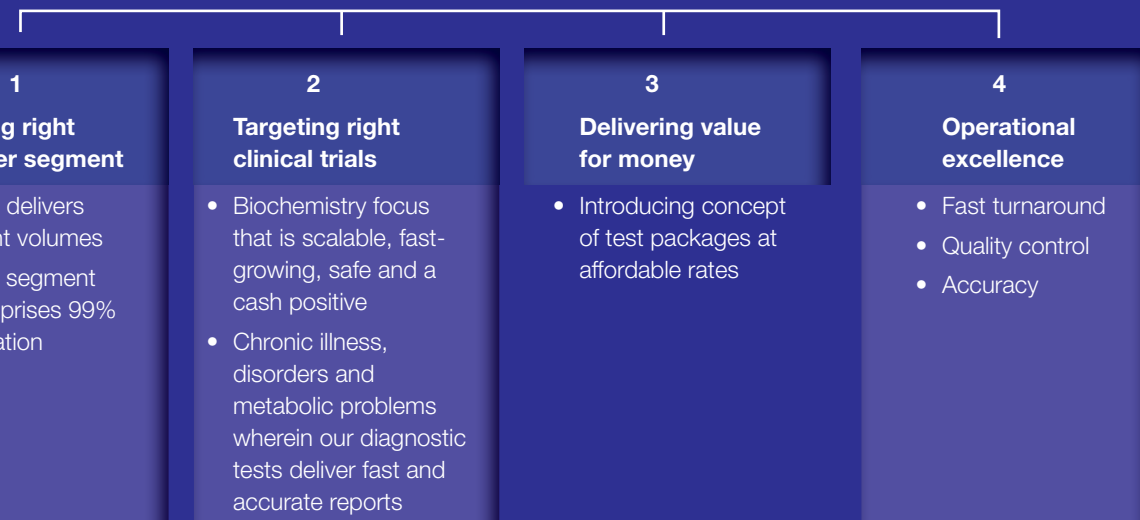 1
g right
er segment
delivers
nt volumes
segment
prises 99%
ation
2
Targeting right
clinical trials
• Biochemistry focus
that is scalable, fast-
growing, safe and a
cash positive
• Chronic illness,
disorders and
metabolic problems
wherein our diagnostic
tests deliver fast and
accurate reports
3
Delivering value
for money
• Introducing concept
of test packages at
affordable rates
4
Operational
excellence
• Fast turnaround
• Quality control
• Accuracy